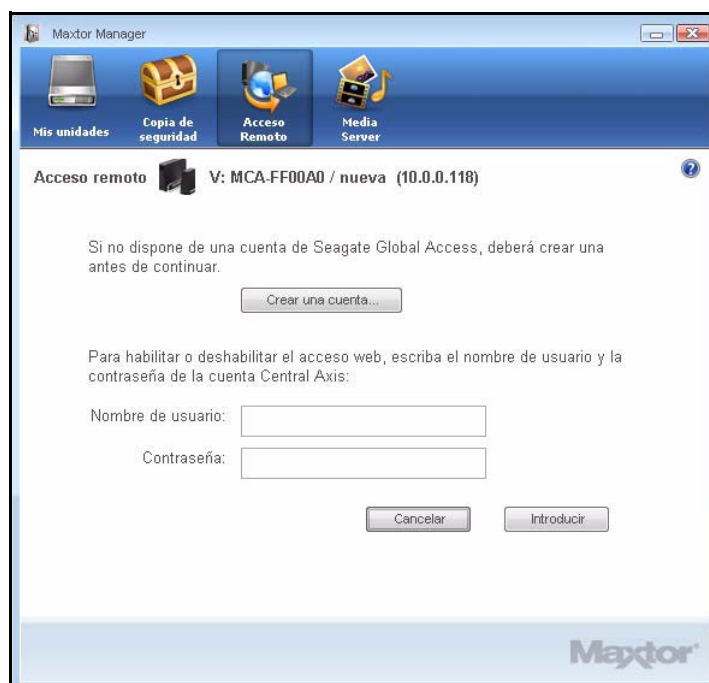 Maxtor Manager
Mis unidades
Copia de
seguridad
Acceso
Remoto
Media
Server
Acceso remoto V: MCA-FF00A0 / nueva (10.0.0.118)
?
Si no dispone de una cuenta de Seagate Global Access, deberá crear una
antes de continuar.
Crear una cuenta...
Para habilitar o deshabilitar el acceso web, escriba el nombre de usuario y la
contraseña de la cuenta Central Axis:
Nombre de usuario:
Contraseña:
Cancelar
Introducir
Maxtor